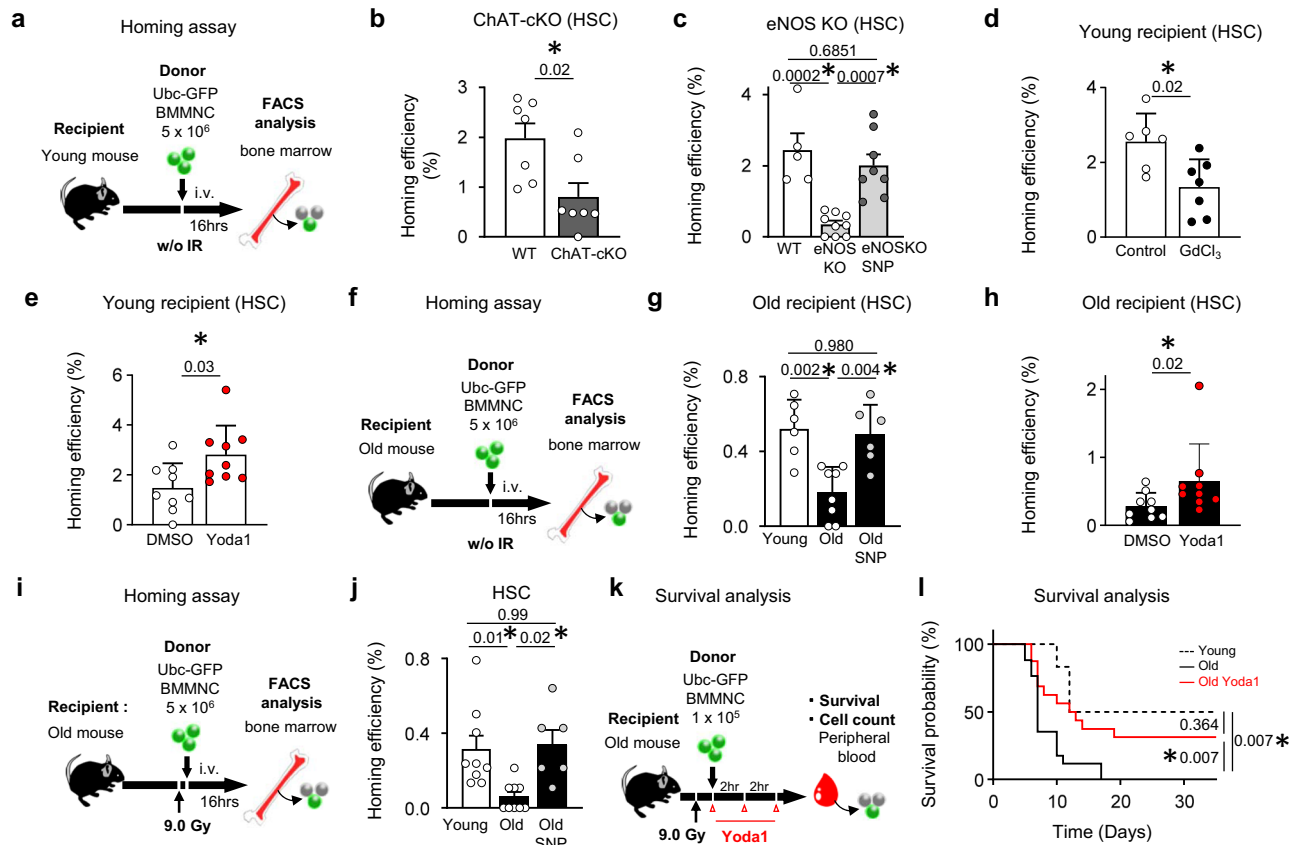 a
Homing assay
Donor
Ubc-GFP
BMMNC
5 x 10⁶
Recipient
Young mouse
FACS
analysis
bone marrow
i.v.
16hrs
w/o IR
b
ChAT-cKO (HSC)
*
0.02
Homing efficiency
(%)
3
2
1
0
WT
ChAT-cKO
c
eNOS KO (HSC)
0.6851
0.0002 * 0.0007 *
Homing efficiency (%)
4
2
0
WT
eNOS
KO
eNOSKO
SNP
d
Young recipient (HSC)
*
0.02
Homing efficiency (%)
4
2
0
Control
GdCl₃
e
Young recipient (HSC)
*
0.03
Homing efficiency (%)
6
4
2
0
DMSO
Yoda1
f
Homing assay
Donor
Ubc-GFP
BMMNC
5 x 10⁶
Recipient
Old mouse
FACS
analysis
bone marrow
i.v.
16hrs
w/o IR
g
Old recipient (HSC)
0.980
0.002 * 0.004 *
Homing efficiency (%)
0.6
0.0
Young
Old
Old
SNP
h
Old recipient (HSC)
*
0.02
Homing efficiency (%)
2
1
0
DMSO
Yoda1
i
Homing assay
Donor
Ubc-GFP
BMMNC
5 x 10⁶
Recipient :
Old mouse
FACS
analysis
bone marrow
i.v.
16hrs
9.0 Gy
j
HSC
0.99
0.01 * 0.02 *
Homing efficiency (%)
0.8
0.4
0.0
Young
Old
Old
SNP
k
Survival analysis
Donor
Ubc-GFP
BMMNC
1 x 10⁵
Recipient
Old mouse
▪ Survival
▪ Cell count
Peripheral
blood
2hr 2hr
9.0 Gy
Yoda1
l
Survival analysis
Survival probability (%)
100
50
0
Young
Old
Old Yoda1
0.364
* 0.007
0.007 *
0 10 20 30
Time (Days)